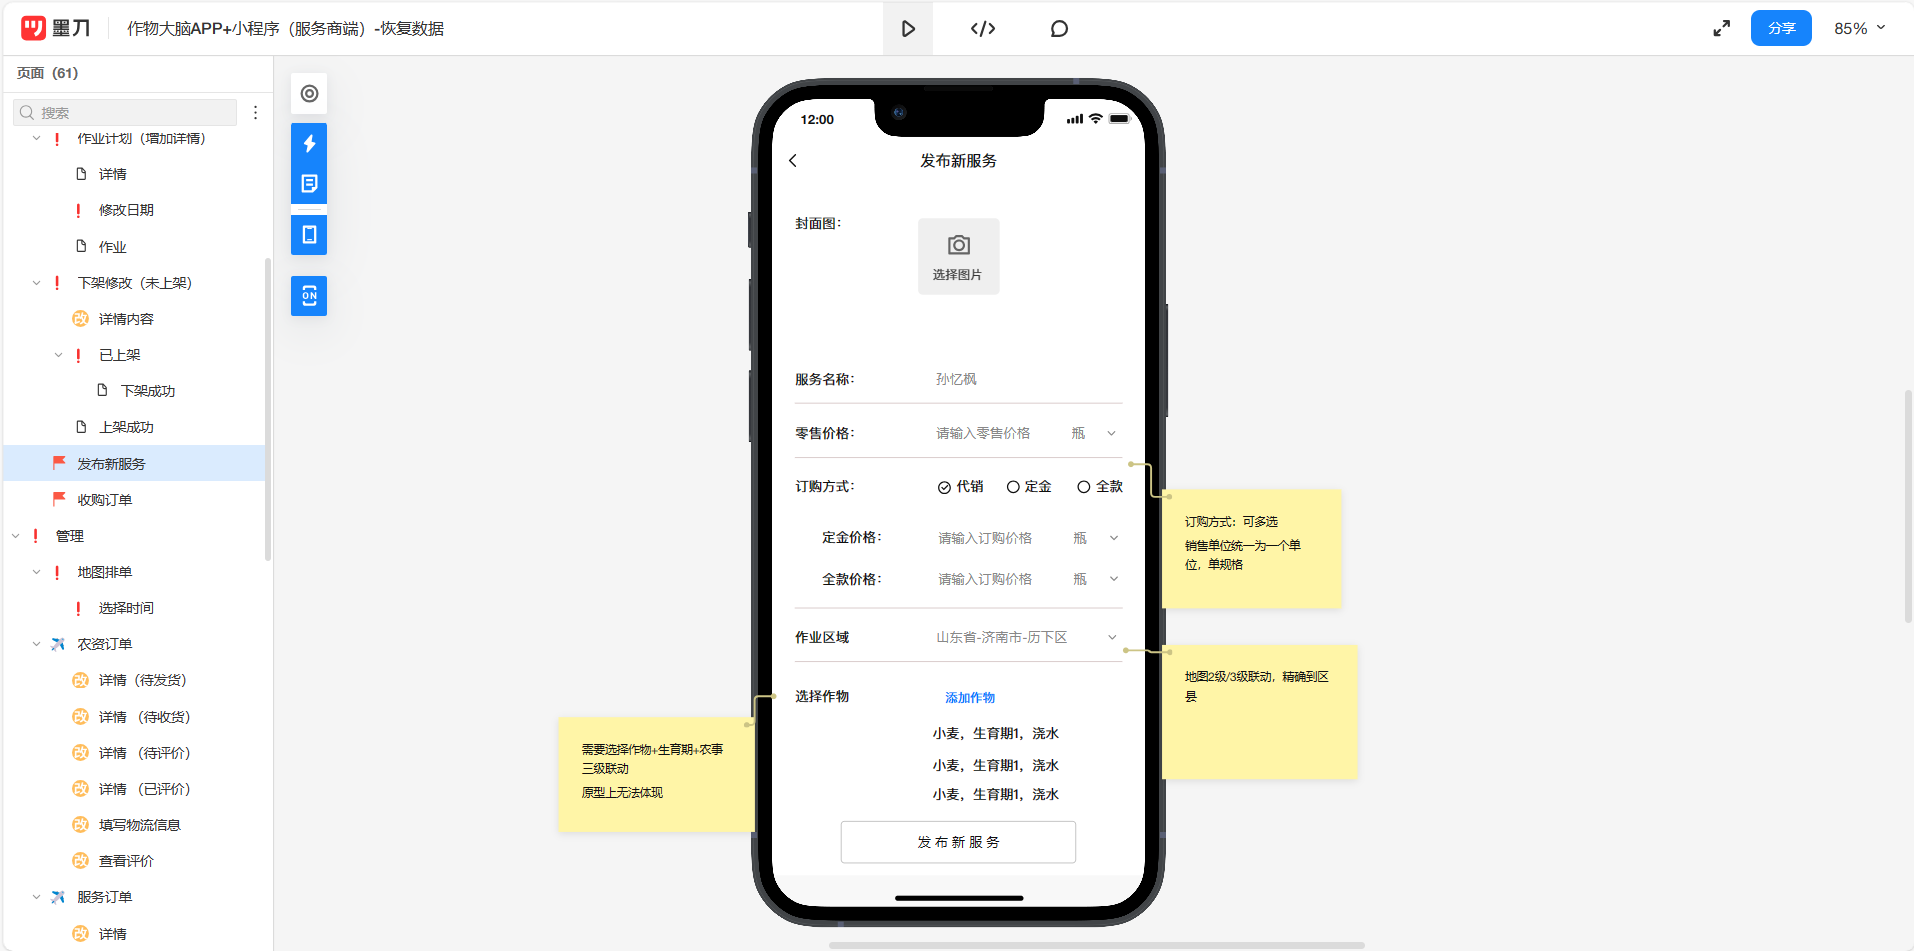 墨刀
作物大脑APP+小程序（服务商端）-恢复数据
分享
85%
页面（61）
搜索
作业计划（增加详情）
详情
修改日期
作业
下架修改（未上架）
改 详情内容
已上架
下架成功
上架成功
发布新服务
收购订单
管理
地图排单
选择时间
农资订单
改 详情（待发货）
改 详情 （待收货）
改 详情 （待评价）
改 详情 （已评价）
改 填写物流信息
改 查看评价
服务订单
改 详情
ON
12:00
发布新服务
封面图：
选择图片
服务名称：
孙忆枫
零售价格：
请输入零售价格 瓶
订购方式：
代销 定金 全款
定金价格：
请输入订购价格 瓶
全款价格：
请输入订购价格 瓶
作业区域
山东省-济南市-历下区
选择作物
添加作物
小麦，生育期1，浇水
小麦，生育期1，浇水
小麦，生育期1，浇水
发布新服务
订购方式：可多选
销售单位统一为一个单
位，单规格
地图2级/3级联动，精确到区
县
需要选择作物+生育期+农事
三级联动
原型上无法体现